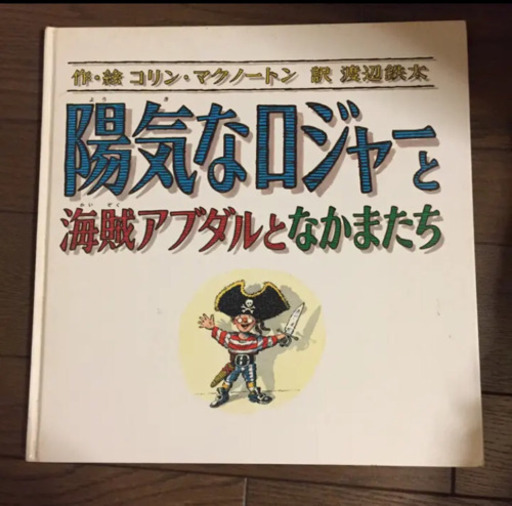 作・絵 コリン・マクノートン 訳 渡辺鉄太
陽気なロジャーと
海賊アブダルとなかまたち